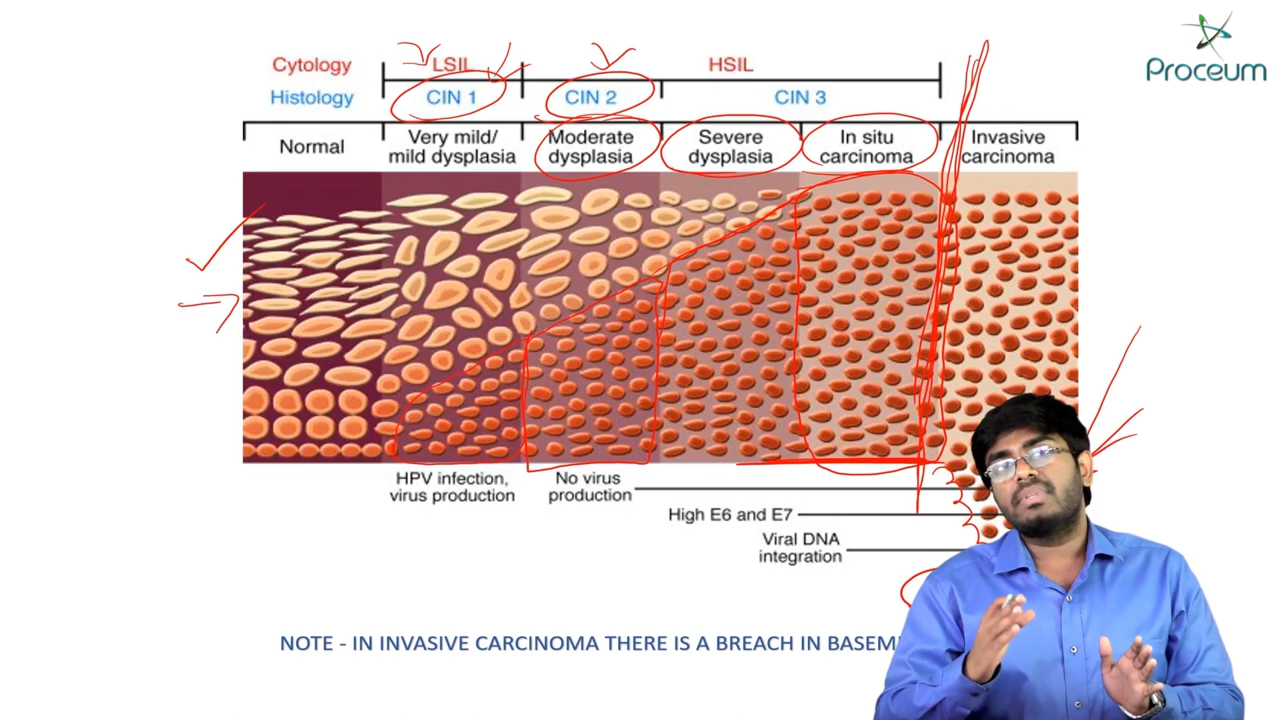 Proceum
Cytology LSIL HSIL
Histology CIN 1 CIN 2 CIN 3
Normal
Very mild/
mild dysplasia
Moderate
dysplasia
Severe
dysplasia
In situ
carcinoma
Invasive
carcinoma
HPV infection,
virus production
No virus
production
High E6 and E7
Viral DNA
integration
NOTE - IN INVASIVE CARCINOMA THERE IS A BREACH IN